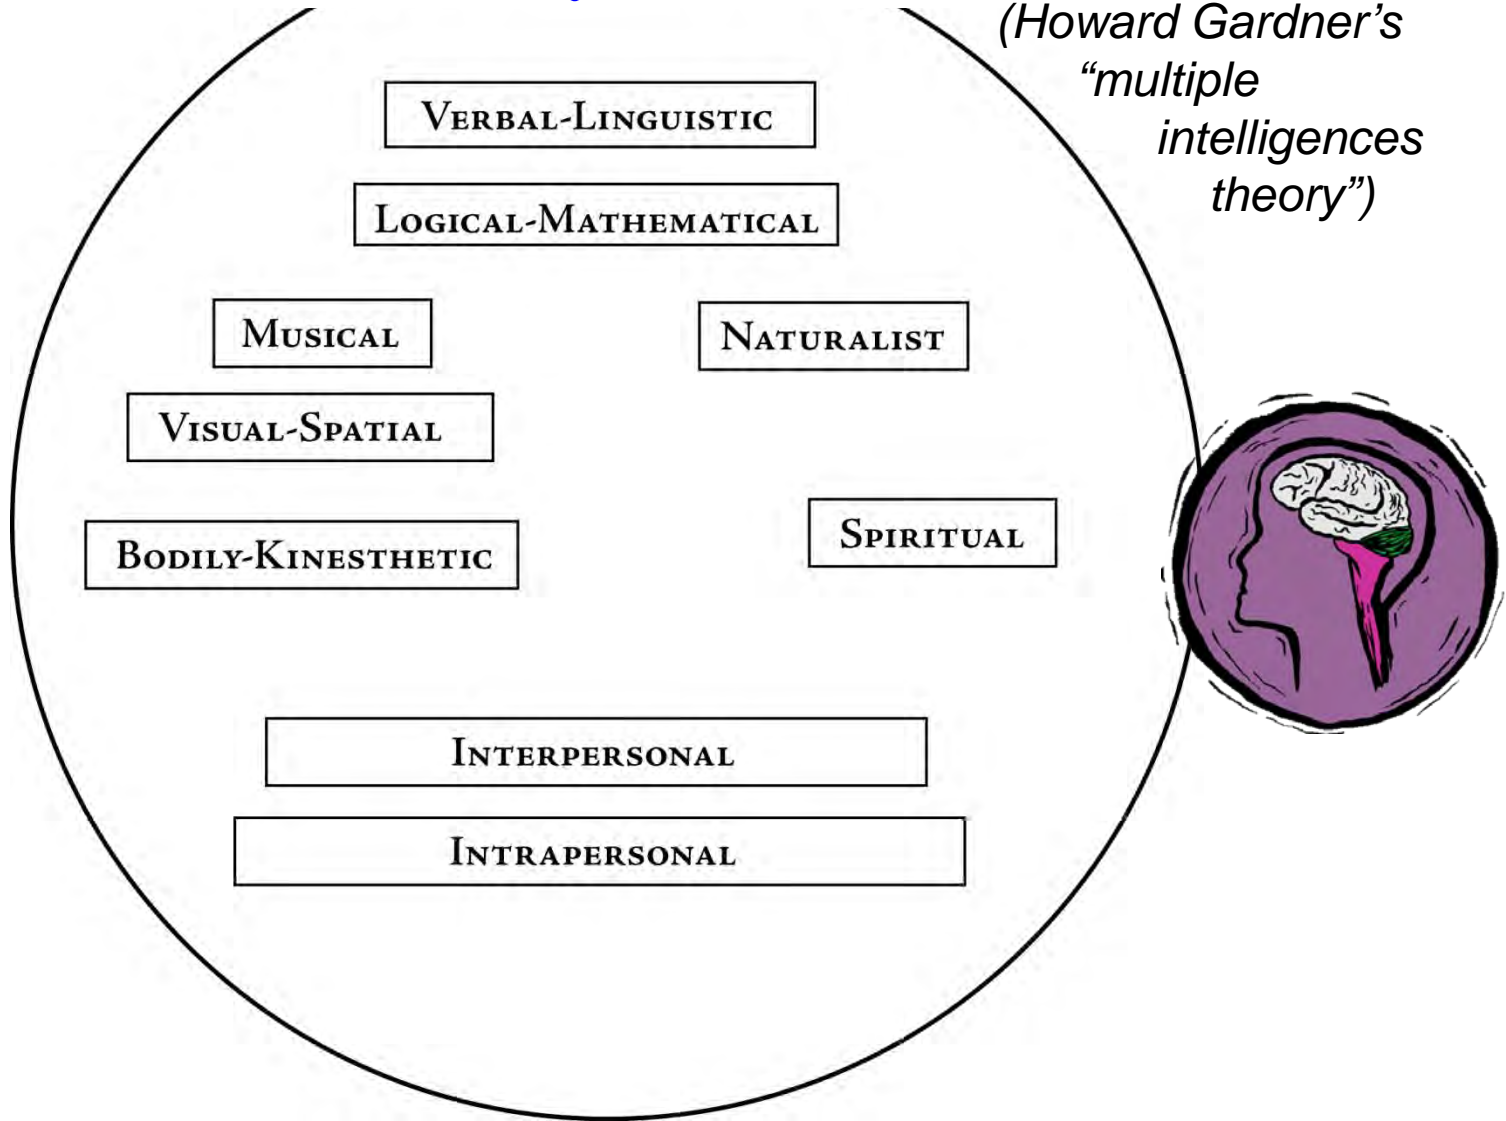 (Howard Gardner’s
“multiple
intelligences
theory”)
VERBAL-LINGUISTIC
LOGICAL-MATHEMATICAL
MUSICAL
NATURALIST
VISUAL-SPATIAL
SPIRITUAL
BODILY-KINESTHETIC
INTERPERSONAL
INTRAPERSONAL